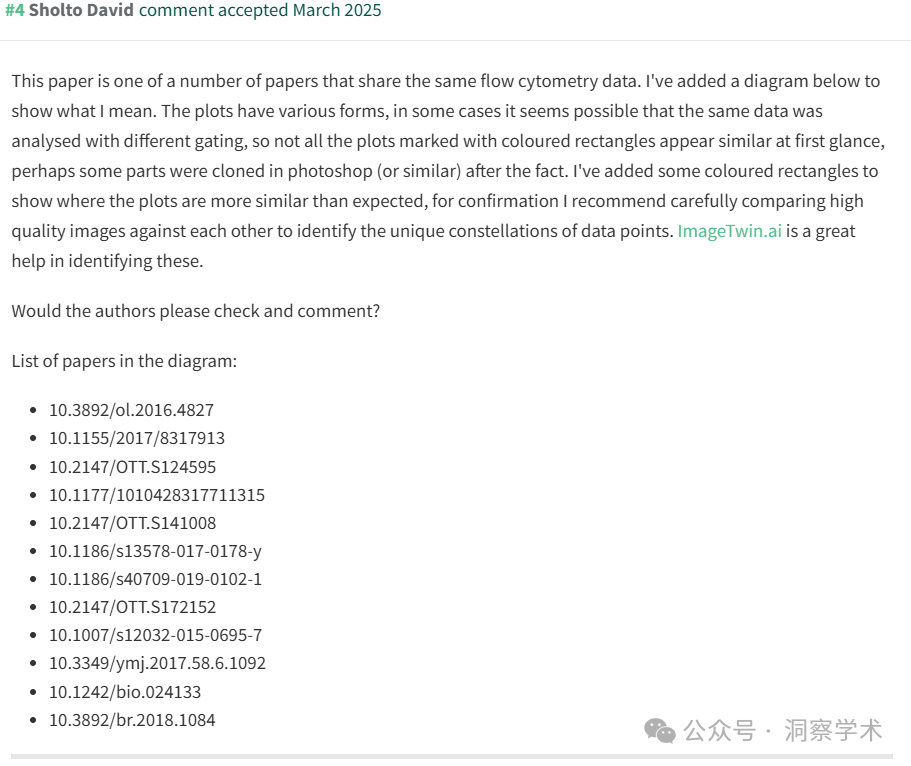 #4 Sholto David comment accepted March 2025
This paper is one of a number of papers that share the same flow cytometry data. I've added a diagram below to
show what I mean. The plots have various forms, in some cases it seems possible that the same data was
analysed with different gating, so not all the plots marked with coloured rectangles appear similar at first glance,
perhaps some parts were cloned in photoshop (or similar) after the fact. I've added some coloured rectangles to
show where the plots are more similar than expected, for confirmation I recommend carefully comparing high
quality images against each other to identify the unique constellations of data points. ImageTwin.ai is a great
help in identifying these.
Would the authors please check and comment?
List of papers in the diagram:
• 10.3892/ol.2016.4827
• 10.1155/2017/8317913
• 10.2147/OTT.S124595
• 10.1177/1010428317711315
• 10.2147/OTT.S141008
• 10.1186/s13578-017-0178-y
• 10.1186/s40709-019-0102-1
• 10.2147/OTT.S172152
• 10.1007/s12032-015-0695-7
• 10.3349/ymj.2017.58.6.1092
• 10.1242/bio.024133
• 10.3892/br.2018.1084
公众号 · 洞察学术